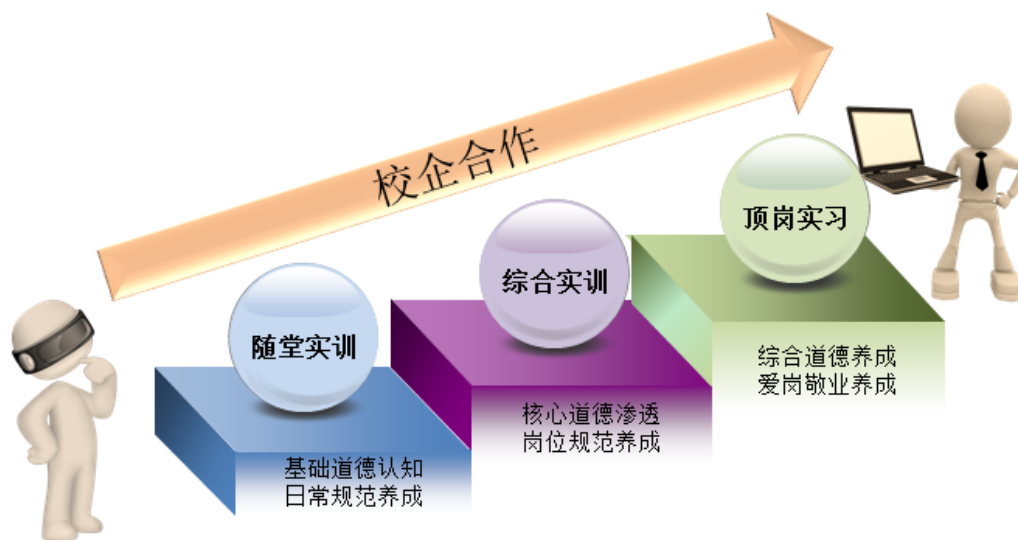 校企合作
顶岗实习
综合实训
随堂实训
综合道德养成
爱岗敬业养成
核心道德渗透
岗位规范养成
基础道德认知
日常规范养成